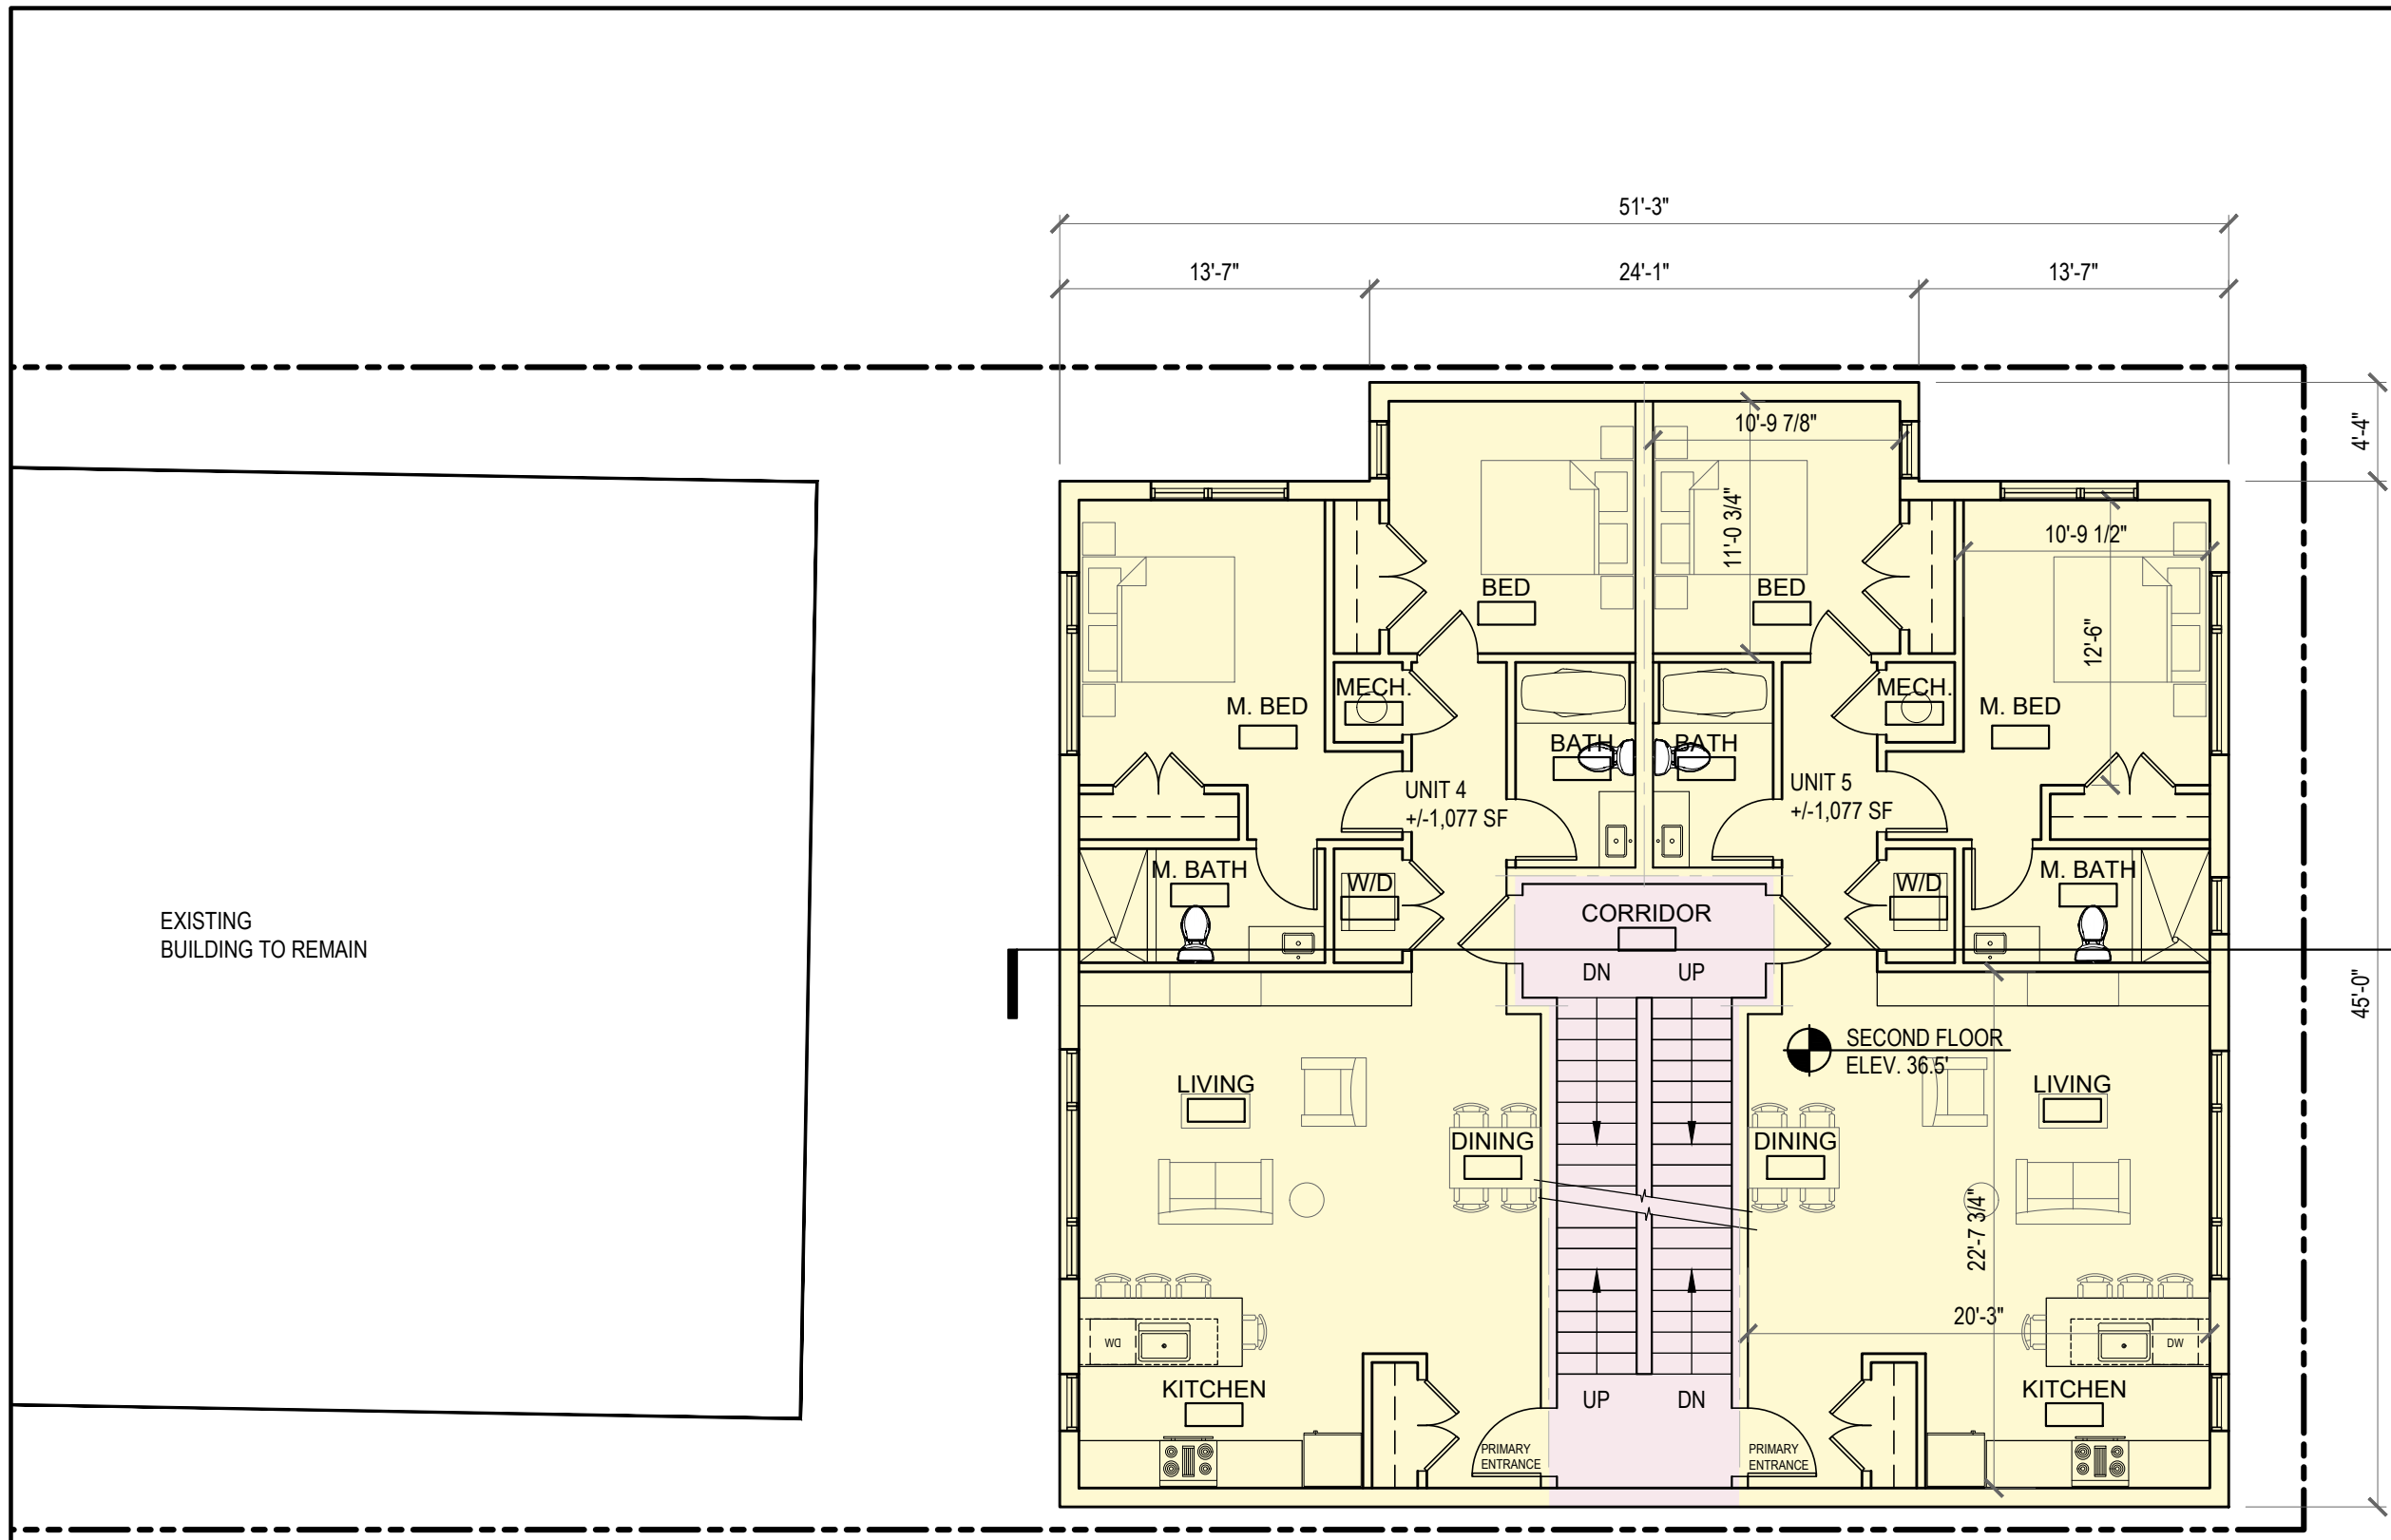 51'-3"
13'-7"
24'-1"
13'-7"
4'-4"
10'-9 7/8"
11'-0 3/4"
10'-9 1/2"
12'-6"
BED
BED
MECH.
MECH.
M. BED
M. BED
BATH
BATH
UNIT 4
+/-1,077 SF
UNIT 5
+/-1,077 SF
M. BATH
W/D
W/D
M. BATH
EXISTING
BUILDING TO REMAIN
CORRIDOR
DN
UP
45'-0"
SECOND FLOOR
ELEV. 36.5'
LIVING
LIVING
DINING
DINING
22'-7 3/4"
20'-3"
DW
DW
KITCHEN
UP
DN
KITCHEN
PRIMARY
ENTRANCE
PRIMARY
ENTRANCE